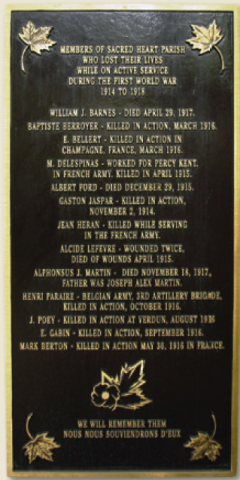 MEMBERS OF SACRED HEART PARISH
WHO LOST THEIR LIVES
WHILE ON ACTIVE SERVICE
DURING THE FIRST WORLD WAR
1914 TO 1918
WILLIAM J. BARNES - DIED APRIL 29, 1917.
BAPTISTE BERROYER - KILLED IN ACTION, MARCH 1916.
E. BELLERT - KILLED IN ACTION IN
CHAMPAGNE, FRANCE, MARCH 1916.
M. DELESPINAS - WORKED FOR PERCY KENT,
IN FRENCH ARMY. KILLED IN APRIL 1915.
ALBERT FORD - DIED DECEMBER 29, 1915.
GASTON JASPAR - KILLED IN ACTION,
NOVEMBER 2, 1914.
JEAN HERAN - KILLED WHILE SERVING
IN THE FRENCH ARMY.
ALCIDE LEFEVRE - WOUNDED TWICE,
DIED OF WOUNDS APRIL 1915.
ALPHONSUS J. MARTIN - DIED NOVEMBER 18, 1917,
FATHER WAS JOSEPH ALEX MARTIN.
HENRI PARAIRE - BELGIAN ARMY, 3RD ARTILLERY BRIGADE,
KILLED IN ACTION, OCTOBER 1916.
J. POEY - KILLED IN ACTION AT VERDUN, AUGUST 1916
E. GABIN - KILLED IN ACTION, SEPTEMBER 1916.
MARK BERTON - KILLED IN ACTION MAY 30, 1916 IN FRANCE.
WE WILL REMEMBER THEM
NOUS NOUS SOUVIENDRONS D'EUX